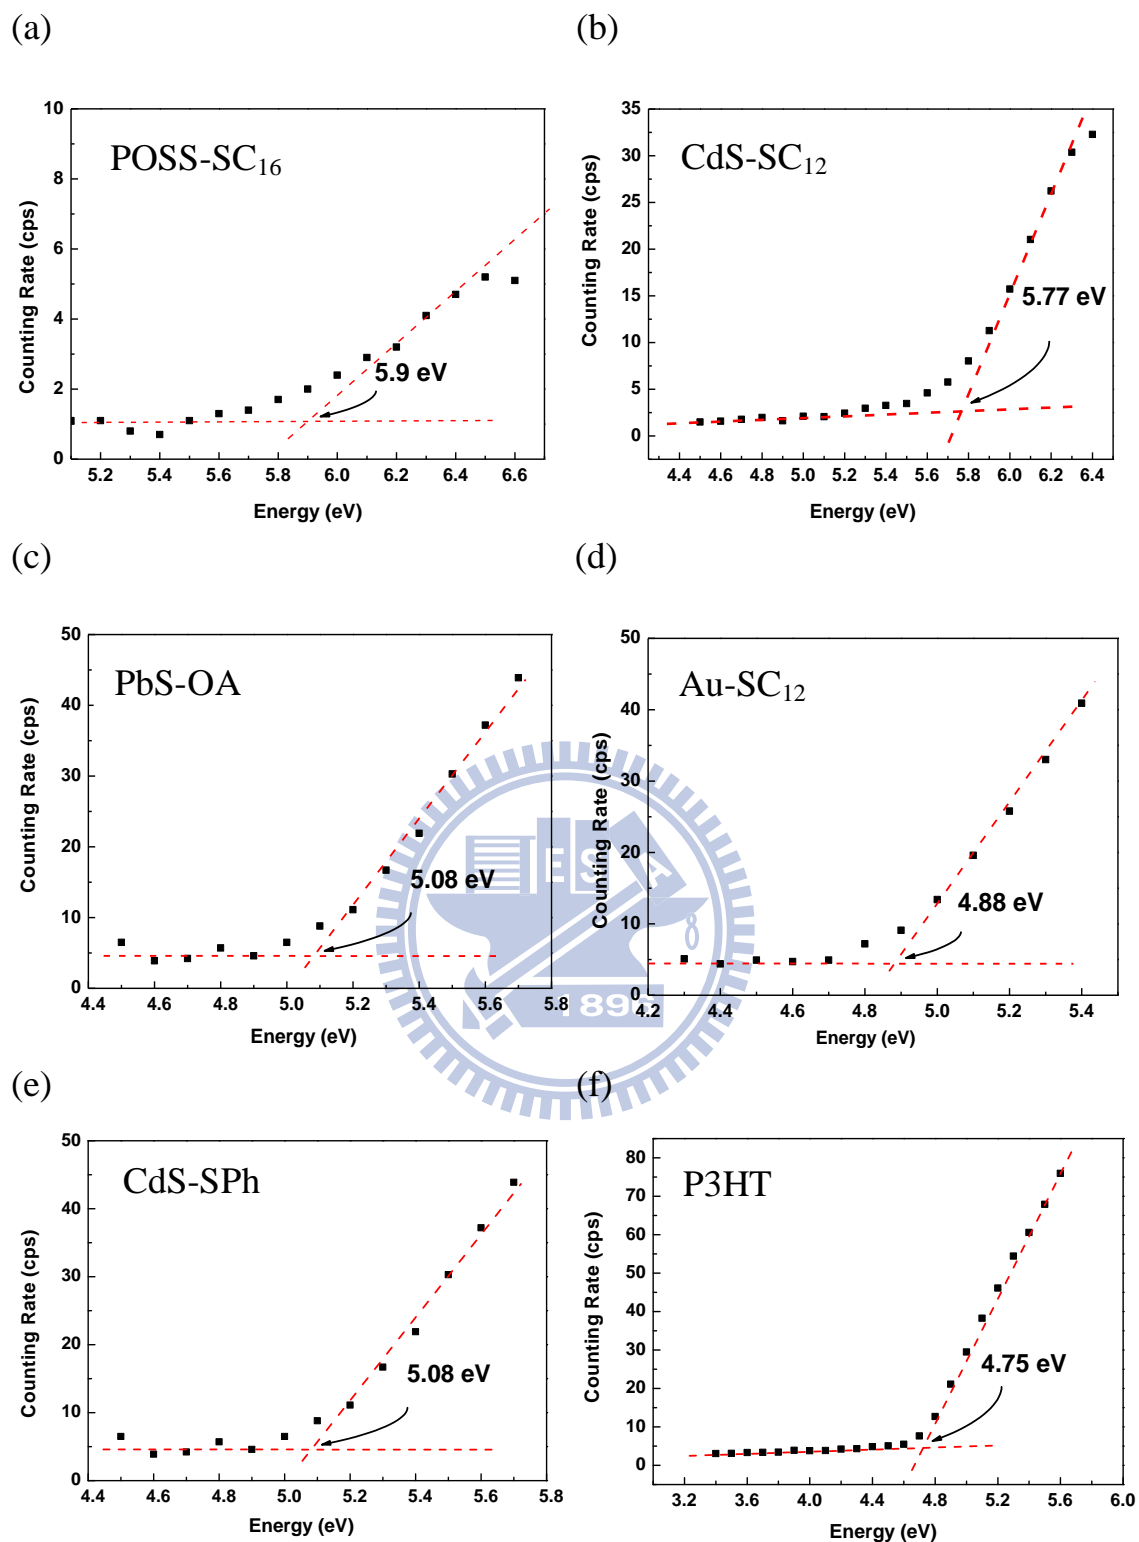 (a)
(b)
10
8
6
4
2
0
Counting Rate (cps)
POSS-SC16
5.9 eV
5.2 5.4 5.6 5.8 6.0 6.2 6.4 6.6
Energy (eV)
35
30
25
20
15
10
5
0
Counting Rate (cps)
CdS-SC12
5.77 eV
4.4 4.6 4.8 5.0 5.2 5.4 5.6 5.8 6.0 6.2 6.4
Energy (eV)
(c)
(d)
50
40
30
20
10
0
Counting Rate (cps)
PbS-OA
5.08 eV
4.4 4.6 4.8 5.0 5.2 5.4 5.6 5.8
Energy (eV)
50
40
30
20
10
0
Counting Rate (cps)
Au-SC12
4.88 eV
4.2 4.4 4.6 4.8 5.0 5.2 5.4
Energy (eV)
E S A
1896
(e)
(f)
50
40
30
20
10
0
Counting Rate (cps)
CdS-SPh
5.08 eV
4.4 4.6 4.8 5.0 5.2 5.4 5.6 5.8
Energy (eV)
80
70
60
50
40
30
20
10
0
Counting Rate (cps)
P3HT
4.75 eV
3.2 3.6 4.0 4.4 4.8 5.2 5.6 6.0
Energy (eV)